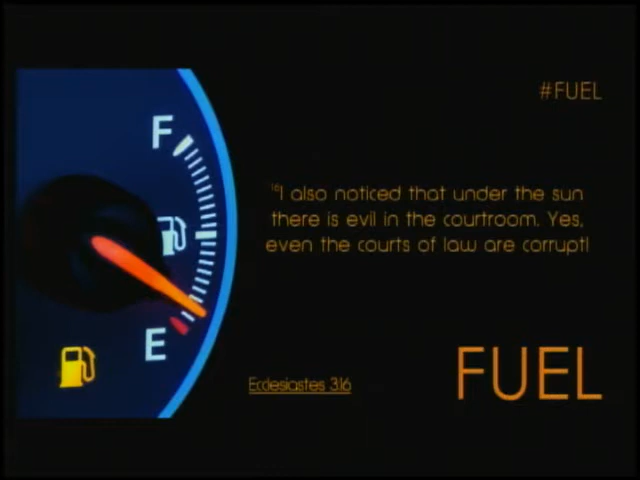 #FUEL
F
¹⁶I also noticed that under the sun
there is evil in the courtroom. Yes,
even the courts of law are corrupt!
E
Ecclesiastes 3:16
FUEL